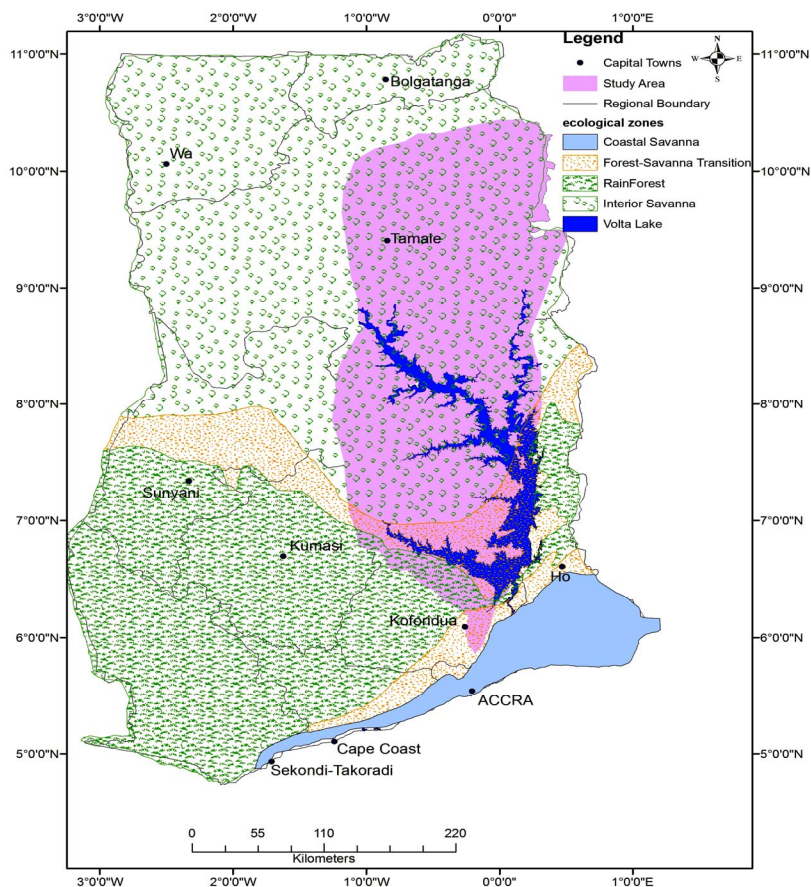 Legend
N
W
E
S
Capital Towns
Study Area
Regional Boundary
ecological zones
Coastal Savanna
Forest-Savanna Transition
RainForest
Interior Savanna
Volta Lake
11°0'0"N
10°0'0"N
9°0'0"N
8°0'0"N
7°0'0"N
6°0'0"N
5°0'0"N
11°0'0"N
10°0'0"N
9°0'0"N
8°0'0"N
7°0'0"N
6°0'0"N
5°0'0"N
3°0'0"W
2°0'0"W
1°0'0"W
0°0'0"
1°0'0"E
3°0'0"W
2°0'0"W
1°0'0"W
0°0'0"
1°0'0"E
Bolgatanga
Wa
Tamale
Sunyani
Kumasi
Ho
Koforidua
ACCRA
Cape Coast
Sekondi-Takoradi
0 55 110 220
Kilometers